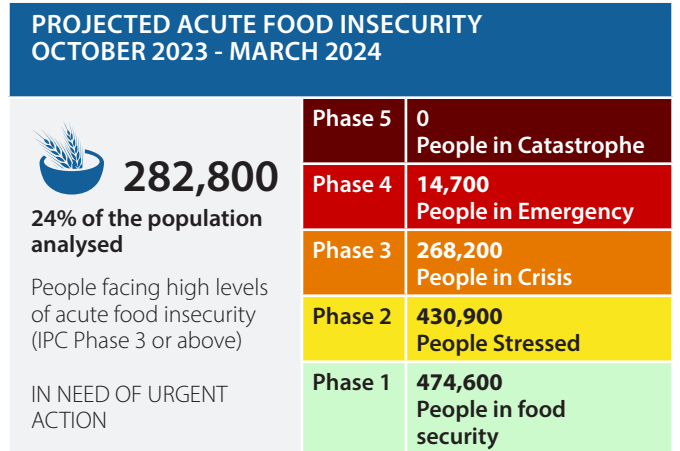 PROJECTED ACUTE FOOD INSECURITY
OCTOBER 2023 - MARCH 2024
282,800
24% of the population
analysed
People facing high levels
of acute food insecurity
(IPC Phase 3 or above)
IN NEED OF URGENT
ACTION
Phase 5
0
People in Catastrophe
Phase 4
14,700
People in Emergency
Phase 3
268,200
People in Crisis
Phase 2
430,900
People Stressed
Phase 1
474,600
People in food
security